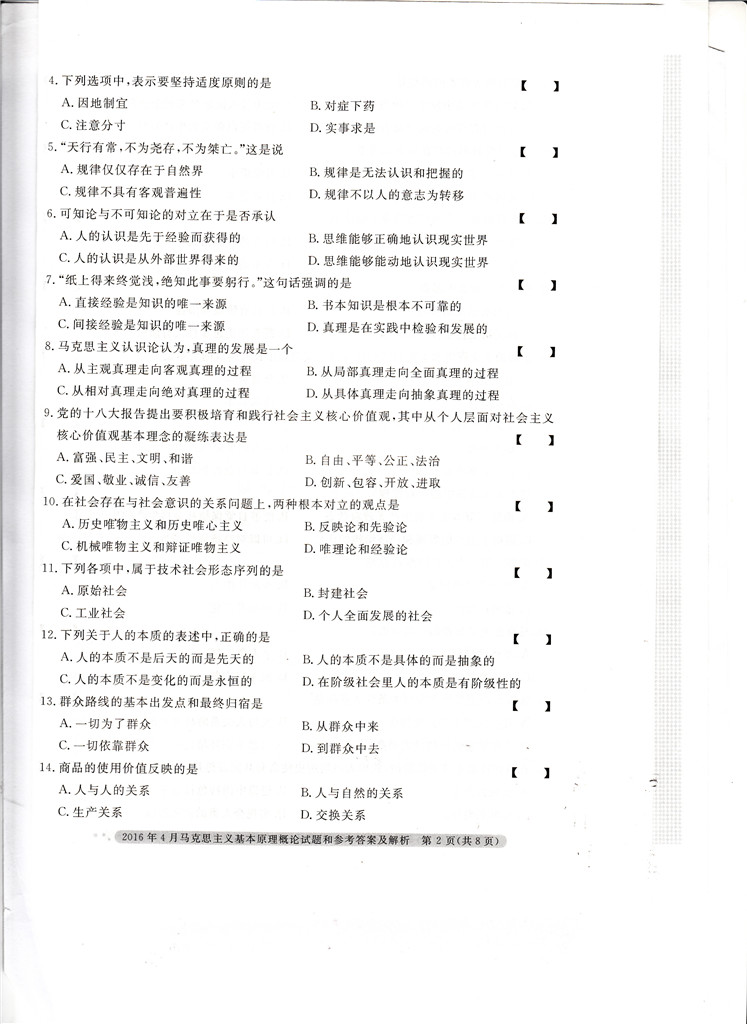 4. 下列选项中,表示要坚持适度原则的是 【 】
A. 因地制宜 B. 对症下药
C. 注意分寸 D. 实事求是
5. “天行有常,不为尧存,不为桀亡。”这是说 【 】
A. 规律仅仅存在于自然界 B. 规律是无法认识和把握的
C. 规律不具有客观普遍性 D. 规律不以人的意志为转移
6. 可知论与不可知论的对立在于是否承认 【 】
A. 人的认识是先于经验而获得的 B. 思维能够正确地认识现实世界
C. 人的认识是从外部世界得来的 D. 思维能够能动地认识现实世界
7. “纸上得来终觉浅,绝知此事要躬行。”这句话强调的是 【 】
A. 直接经验是知识的唯一来源 B. 书本知识是根本不可靠的
C. 间接经验是知识的唯一来源 D. 真理是在实践中检验和发展的
8. 马克思主义认识论认为,真理的发展是一个 【 】
A. 从主观真理走向客观真理的过程 B. 从局部真理走向全面真理的过程
C. 从相对真理走向绝对真理的过程 D. 从具体真理走向抽象真理的过程
9. 党的十八大报告提出要积极培育和践行社会主义核心价值观,其中从个人层面对社会主义
核心价值观基本理念的凝练表达是 【 】
A. 富强、民主、文明、和谐 B. 自由、平等、公正、法治
C. 爱国、敬业、诚信、友善 D. 创新、包容、开放、进取
10. 在社会存在与社会意识的关系问题上,两种根本对立的观点是 【 】
A. 历史唯物主义和历史唯心主义 B. 反映论和先验论
C. 机械唯物主义和辩证唯物主义 D. 唯理论和经验论
11. 下列各项中,属于技术社会形态序列的是 【 】
A. 原始社会 B. 封建社会
C. 工业社会 D. 个人全面发展的社会
12. 下列关于人的本质的表述中,正确的是 【 】
A. 人的本质不是后天的而是先天的 B. 人的本质不是具体的而是抽象的
C. 人的本质不是变化的而是永恒的 D. 在阶级社会里人的本质是有阶级性的
13. 群众路线的基本出发点和最终归宿是 【 】
A. 一切为了群众 B. 从群众中来
C. 一切依靠群众 D. 到群众中去
14. 商品的使用价值反映的是 【 】
A. 人与人的关系 B. 人与自然的关系
C. 生产关系 D. 交换关系
2016 年 4 月马克思主义基本原理概论试题和参考答案及解析 第 2 页(共 8 页)